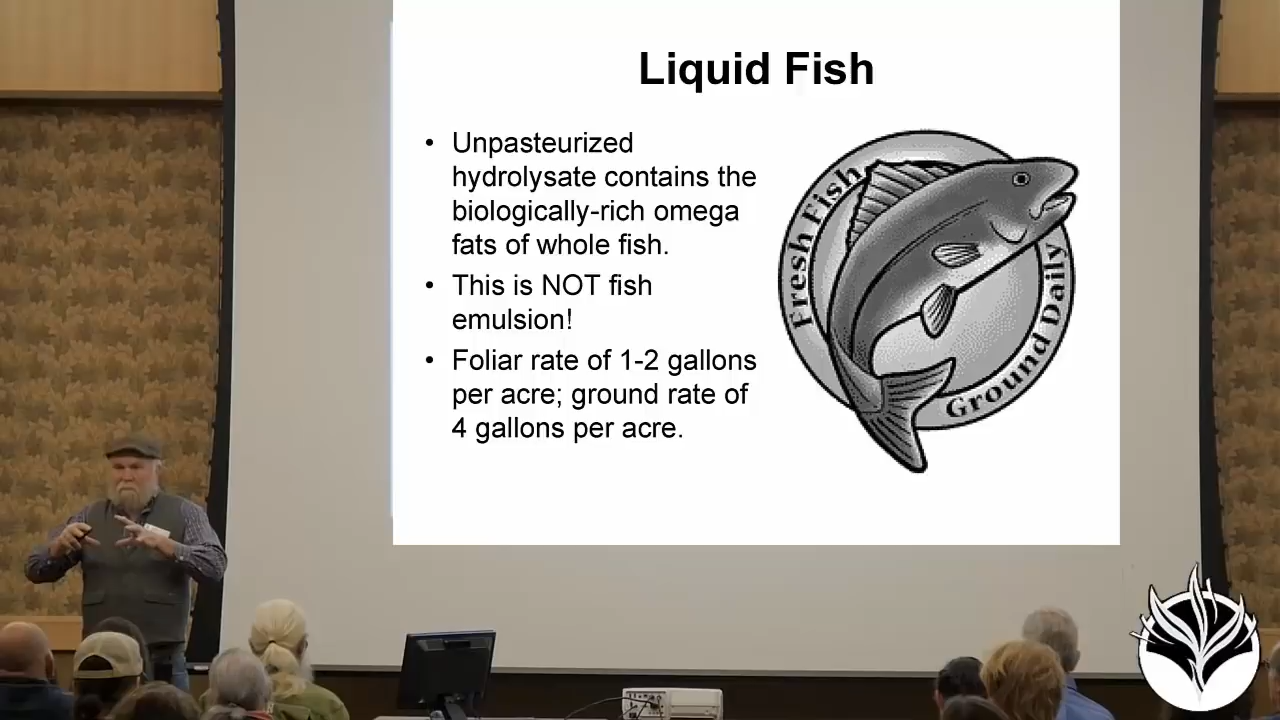 Liquid Fish
• Unpasteurized
hydrolysate contains the
biologically-rich omega
fats of whole fish.
• This is NOT fish
emulsion!
• Foliar rate of 1-2 gallons
per acre; ground rate of
4 gallons per acre.
Fresh Fish
Ground Daily